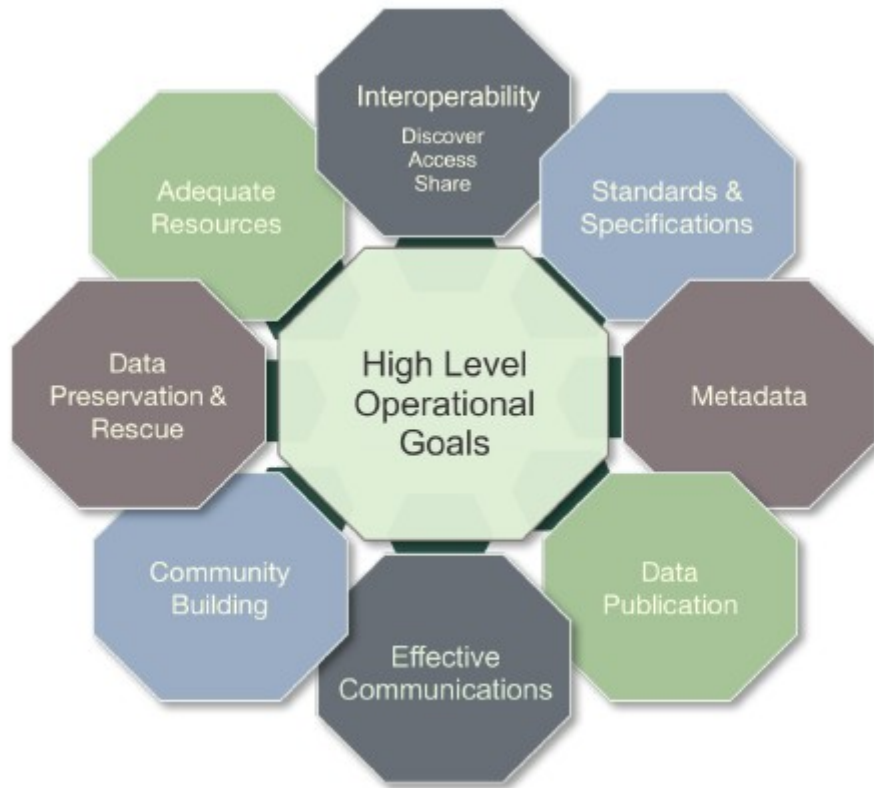 Interoperability
Discover
Access
Share
Adequate
Resources
Standards &
Specifications
Data
Preservation &
Rescue
High Level
Operational
Goals
Metadata
Community
Building
Data
Publication
Effective
Communications